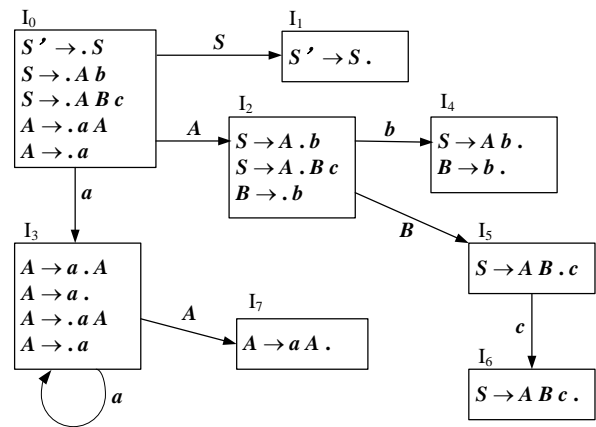 I0
S' → . S
S → . A b
S → . A B c
A → . a A
A → . a
S
I1
S' → S .
A
I2
S → A . b
S → A . B c
B → . b
b
I4
S → A b .
B → b .
a
B
I3
A → a . A
A → a .
A → . a A
A → . a
I5
S → A B . c
A
I7
A → a A .
c
I6
S → A B c .
a